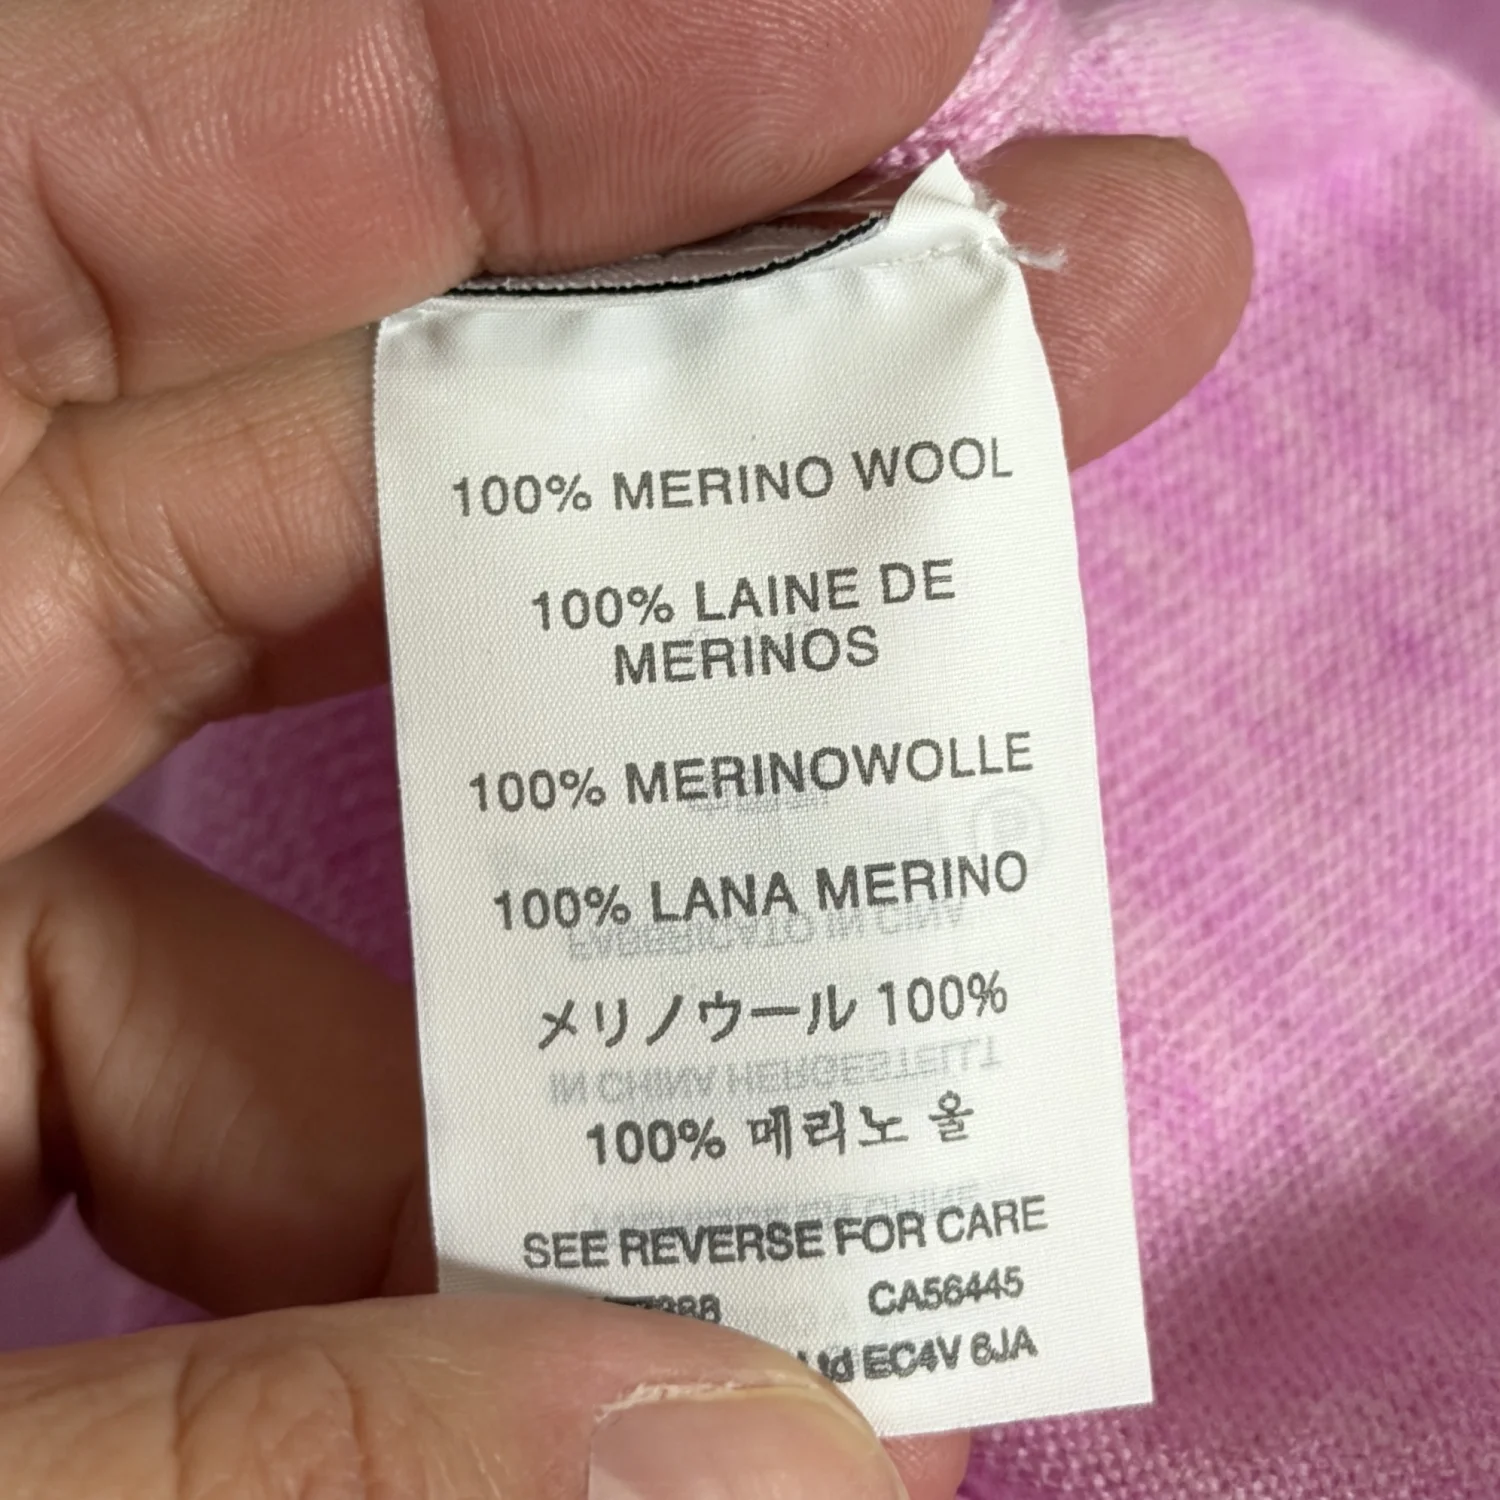 100% MERINO WOOL
100% LAINE DE
MERINOS
100% MERINOWOLLE
100% LANA MERINO
メリノウール 100%
100% 메리노 울
SEE REVERSE FOR CARE
CA56445
Ltd EC4V 6JA